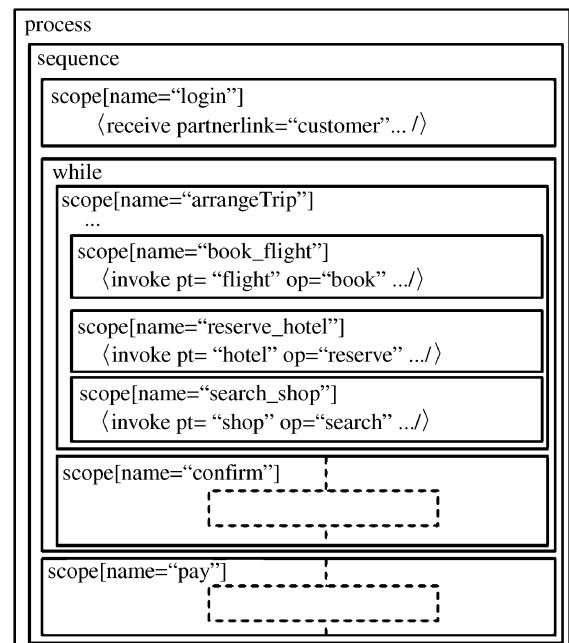 process
sequence
scope[name=“login”]
〈receive partnerlink=“customer”... /〉
while
scope[name=“arrangeTrip”]
...
scope[name=“book_flight”]
〈invoke pt= “flight” op=“book” .../〉
scope[name=“reserve_hotel”]
〈invoke pt= “hotel” op=“reserve” .../〉
scope[name=“search_shop”]
〈invoke pt= “shop” op=“search” .../〉
scope[name=“confirm”]
scope[name=“pay”]